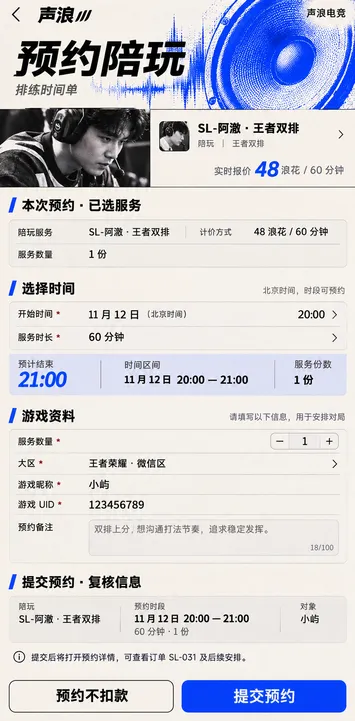 声浪
声浪电竞
预约陪玩
排练时间单
SL-阿澈 · 王者双排
陪玩 | 王者双排
实时报价 48 浪花 / 60 分钟
本次预约 · 已选服务
陪玩服务 SL-阿澈 · 王者双排 计价方式 48 浪花 / 60 分钟
服务数量 1 份
选择时间 北京时间，时段可预约
开始时间 * 11 月 12 日 (北京时间) 20:00
服务时长 * 60 分钟
预计结束 时间区间 服务份数
21:00 11 月 12 日 20:00 — 21:00 1 份
游戏资料 请填写以下信息，用于安排对局
服务数量 * − 1 +
大区 * 王者荣耀 · 微信区
游戏昵称 * 小屿
游戏 UID * 123456789
预约备注 双排上分，想沟通打法节奏，追求稳定发挥。
18/100
提交预约 · 复核信息
陪玩 预约时段 对象
SL-阿澈 · 王者双排 11 月 12 日 20:00 — 21:00 小屿
60 分钟 · 1 份
提交后将打开预约详情，可查看订单 SL-031 及后续安排。
预约不扣款 提交预约